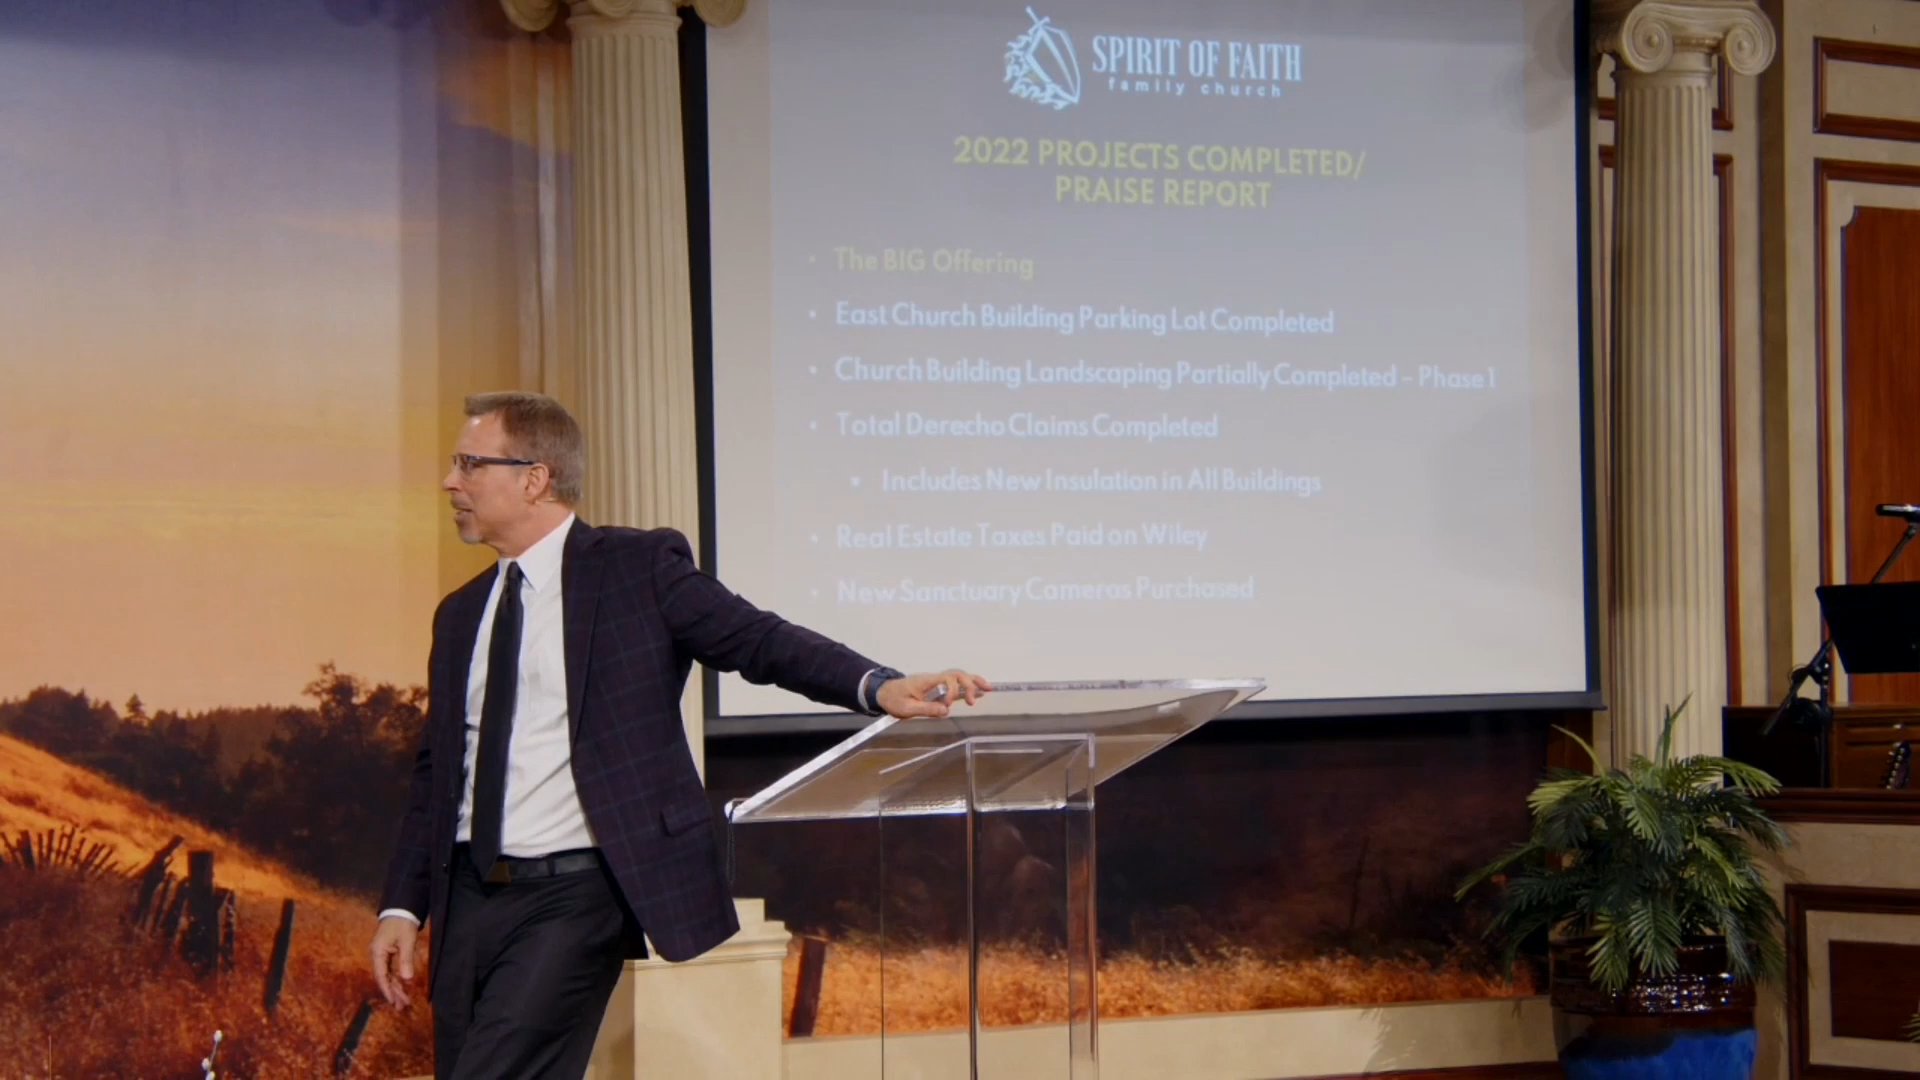 SPIRIT OF FAITH
family church
2022 PROJECTS COMPLETED/
PRAISE REPORT
• The BIG Offering
• East Church Building Parking Lot Completed
• Church Building Landscaping Partially Completed - Phase 1
• Total Derecho Claims Completed
• Includes New Insulation in All Buildings
• Real Estate Taxes Paid on Wiley
• New Sanctuary Cameras Purchased